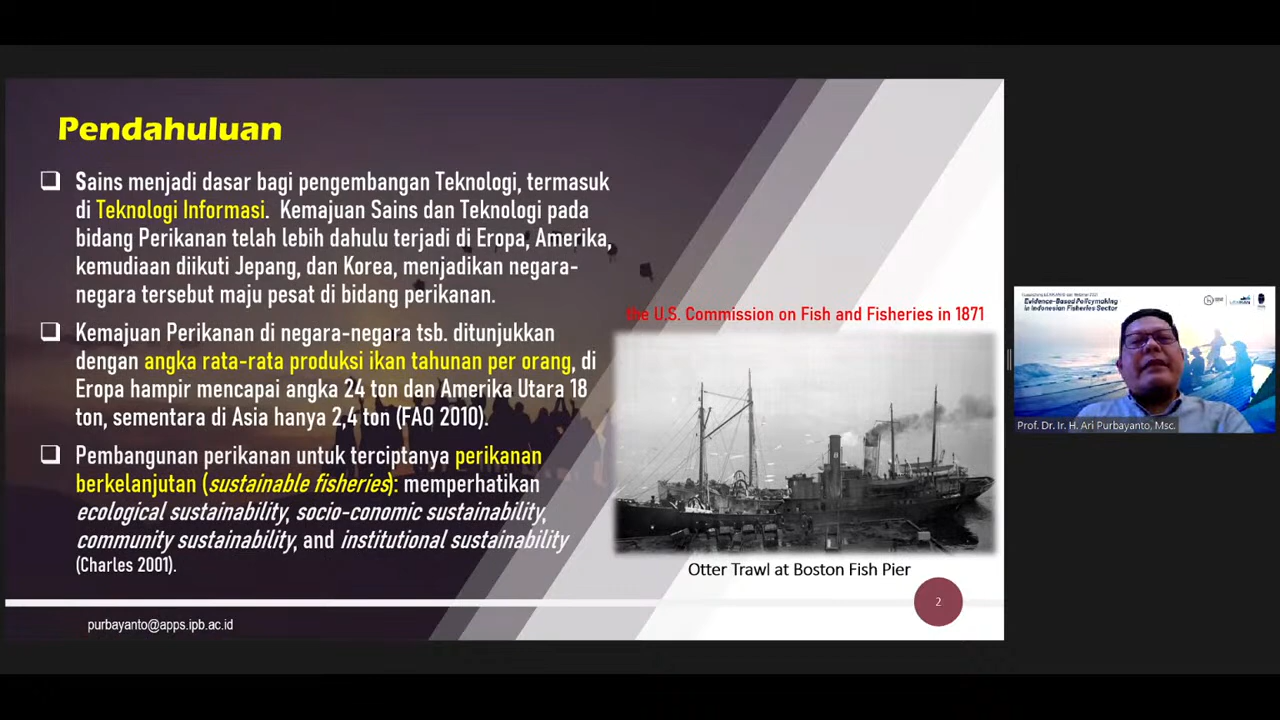 Pendahuluan
Sains menjadi dasar bagi pengembangan Teknologi, termasuk
di Teknologi Informasi. Kemajuan Sains dan Teknologi pada
bidang Perikanan telah lebih dahulu terjadi di Eropa, Amerika,
kemudiaan diikuti Jepang, dan Korea, menjadikan negara-
negara tersebut maju pesat di bidang perikanan.
Kemajuan Perikanan di negara-negara tsb. ditunjukkan
dengan angka rata-rata produksi ikan tahunan per orang, di
Eropa hampir mencapai angka 24 ton dan Amerika Utara 18
ton, sementara di Asia hanya 2,4 ton (FAO 2010).
Pembangunan perikanan untuk terciptanya perikanan
berkelanjutan (sustainable fisheries): memperhatikan
ecological sustainability, socio-conomic sustainability,
community sustainability, and institutional sustainability
(Charles 2001).
the U.S. Commission on Fish and Fisheries in 1871
Otter Trawl at Boston Fish Pier
2
purbayanto@apps.ipb.ac.id
Evidence-Based Policymaking
in Indonesian Fisheries Sector
Prof. Dr. Ir. H. Ari Purbayanto, Msc.